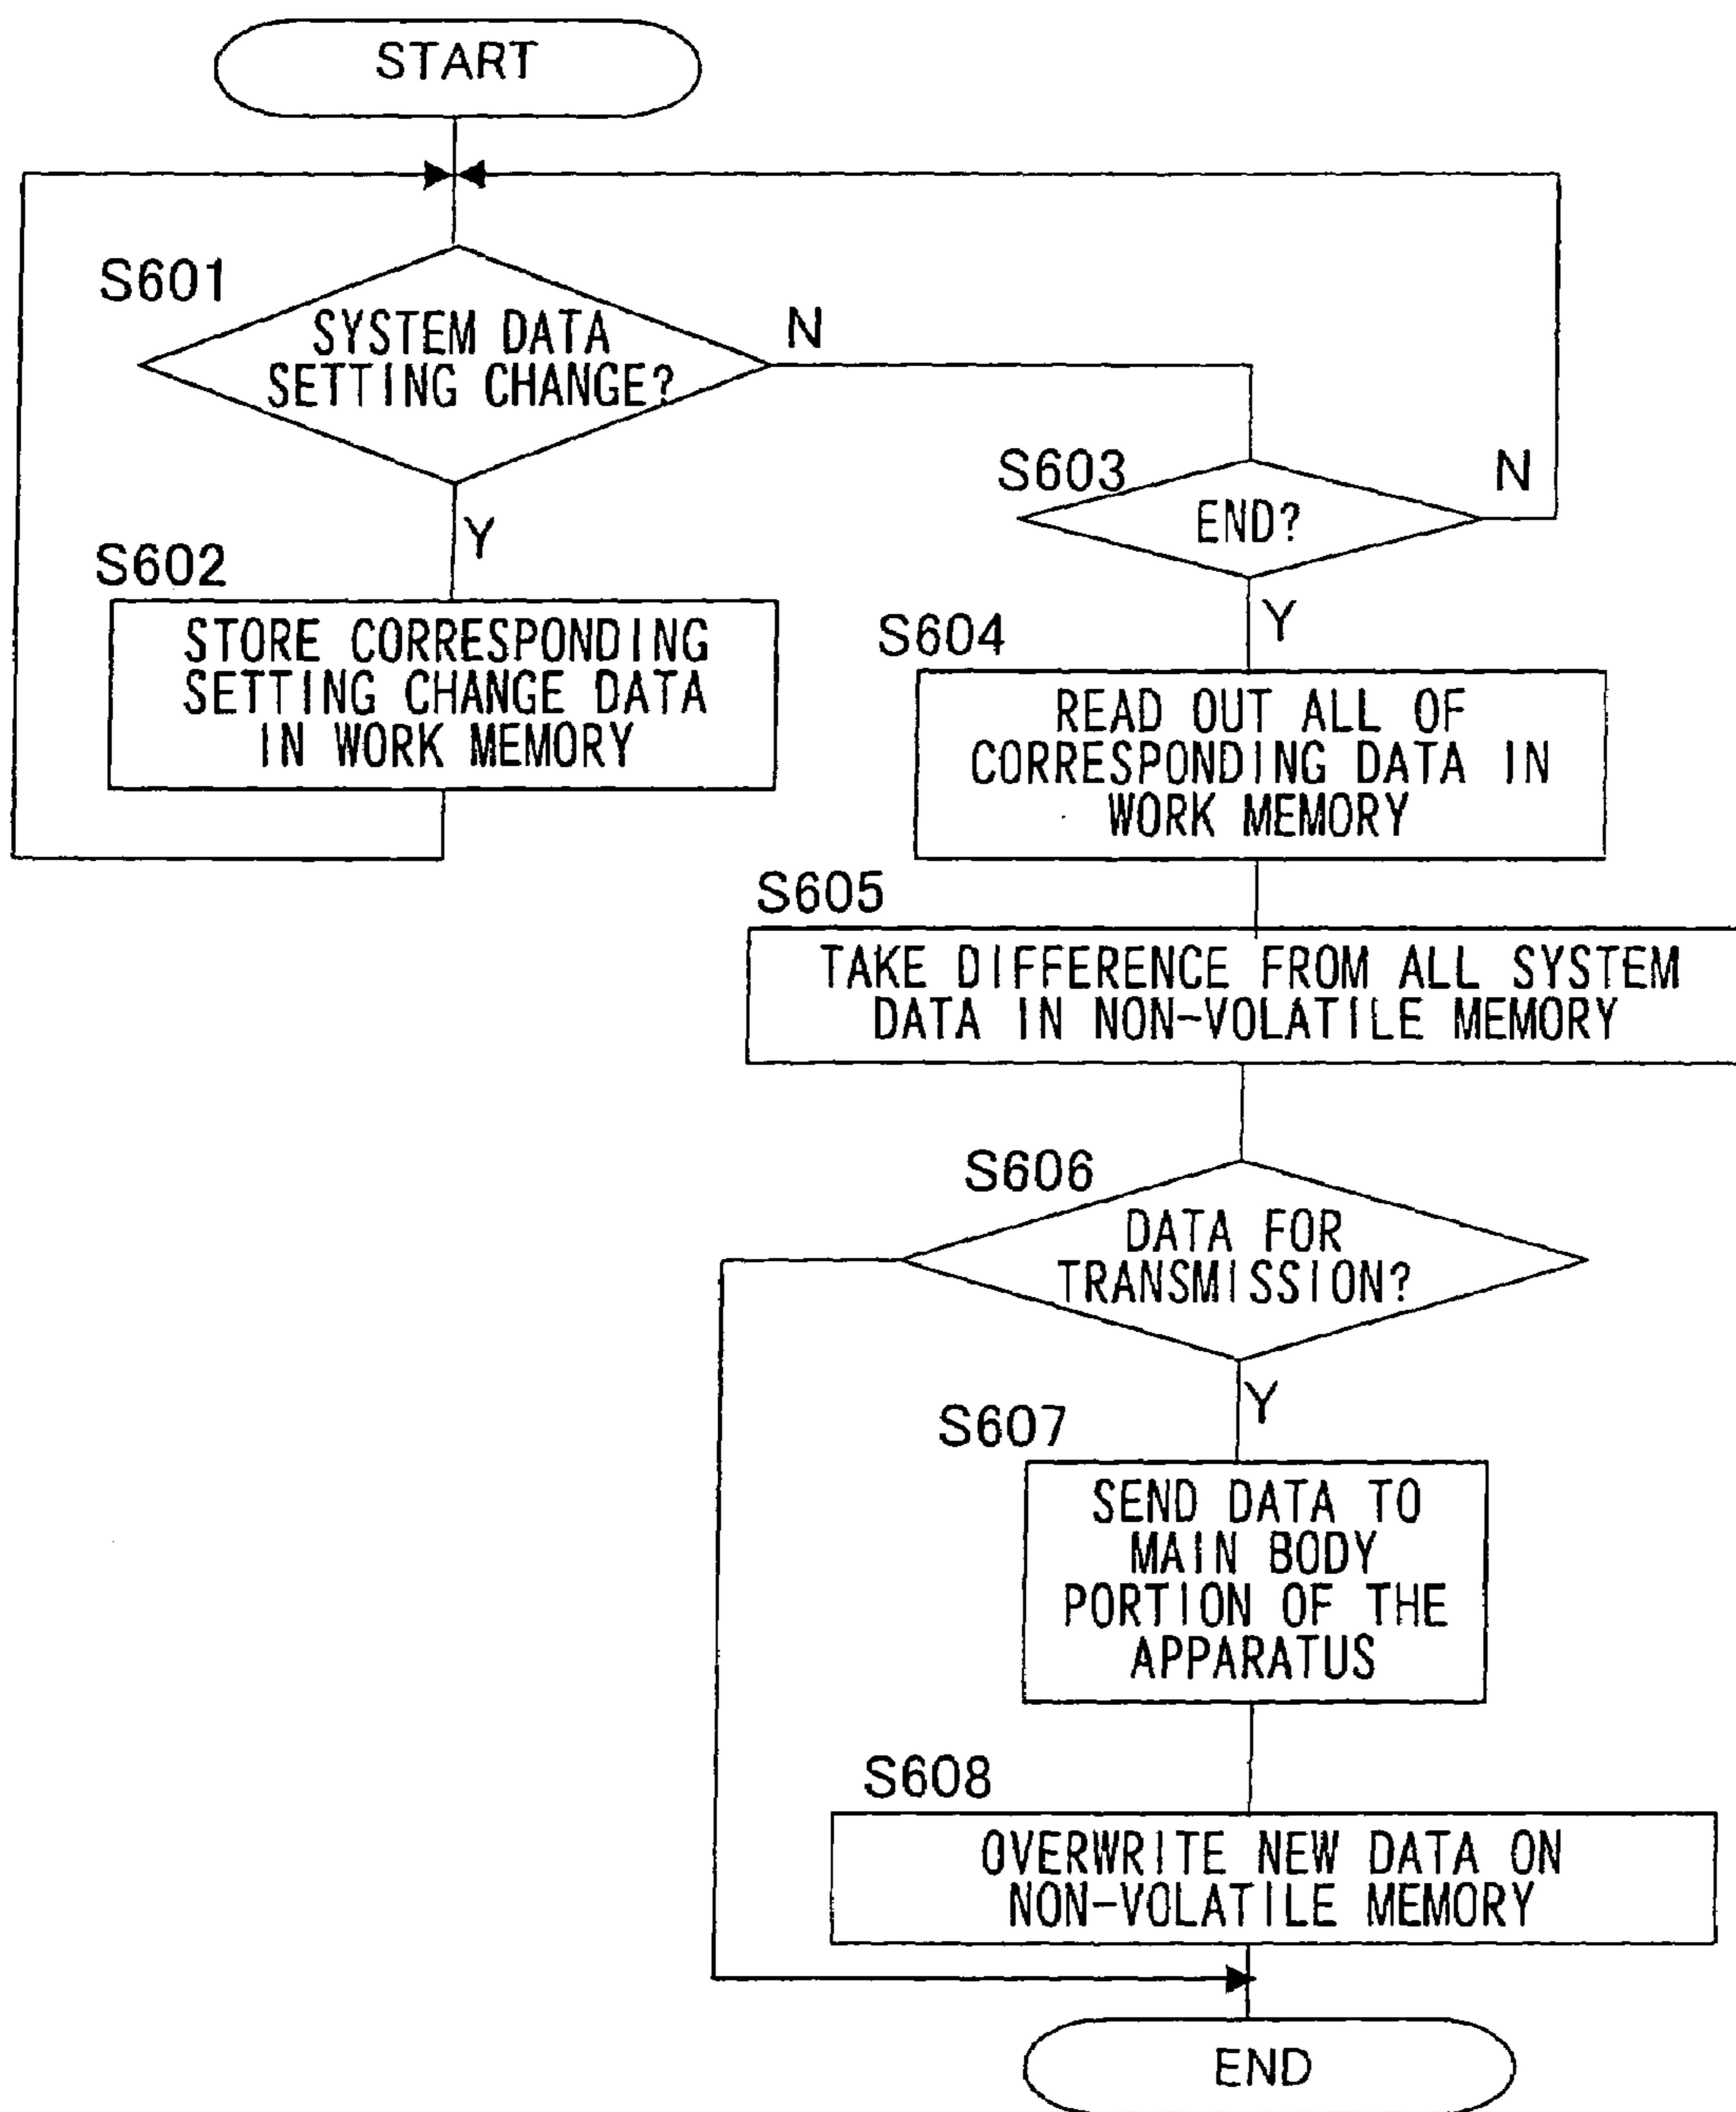 START
S601
SYSTEM DATA
SETTING CHANGE?
N
Y
S602
STORE CORRESPONDING
SETTING CHANGE DATA
IN WORK MEMORY
S603
END?
N
Y
S604
READ OUT ALL OF
CORRESPONDING DATA IN
WORK MEMORY
S605
TAKE DIFFERENCE FROM ALL SYSTEM
DATA IN NON-VOLATILE MEMORY
S606
DATA FOR
TRANSMISSION?
Y
S607
SEND DATA TO
MAIN BODY
PORTION OF THE
APPARATUS
S608
OVERWRITE NEW DATA ON
NON-VOLATILE MEMORY
END